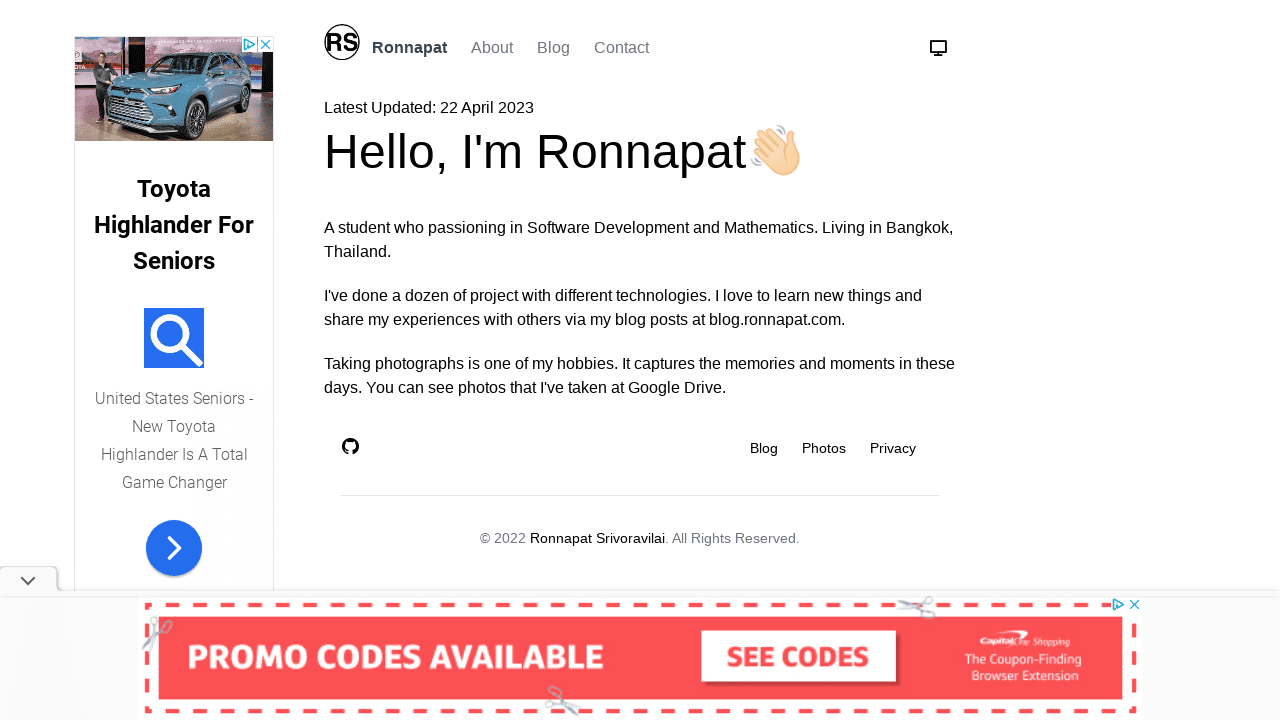 RS
Ronnapat About Blog Contact
Latest Updated: 22 April 2023
Hello, I'm Ronnapat👋🏻
A student who passioning in Software Development and Mathematics. Living in Bangkok,
Thailand.
I've done a dozen of project with different technologies. I love to learn new things and
share my experiences with others via my blog posts at blog.ronnapat.com.
Taking photographs is one of my hobbies. It captures the memories and moments in these
days. You can see photos that I've taken at Google Drive.
Blog Photos Privacy
© 2022 Ronnapat Srivoravilai. All Rights Reserved.
Toyota
Highlander For
Seniors
United States Seniors -
New Toyota
Highlander Is A Total
Game Changer
PROMO CODES AVAILABLE
SEE CODES
Capital One Shopping
The Coupon-Finding
Browser Extension